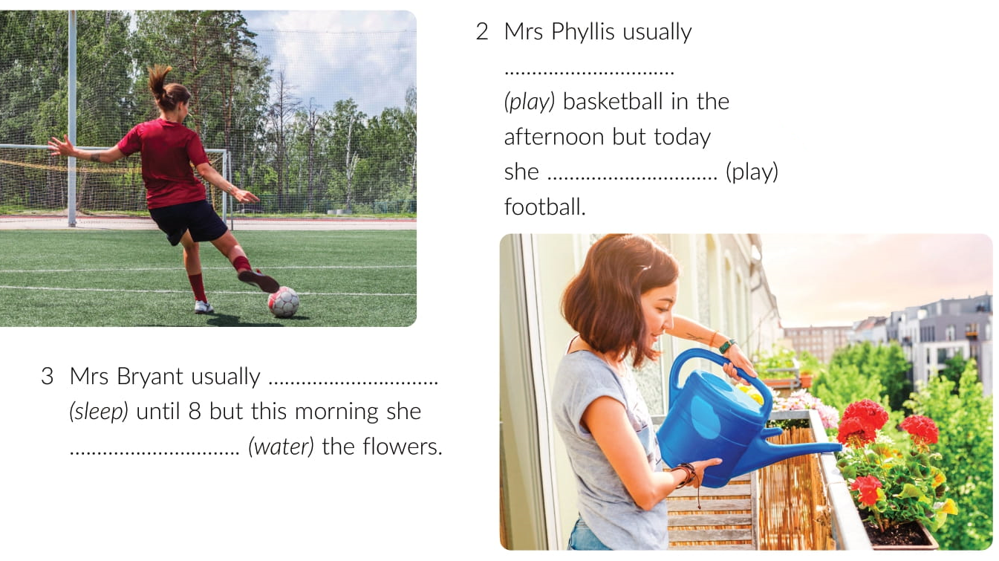 2 Mrs Phyllis usually
..............................
(play) basketball in the
afternoon but today
she .............................. (play)
football.
3 Mrs Bryant usually ..............................
(sleep) until 8 but this morning she
.............................. (water) the flowers.